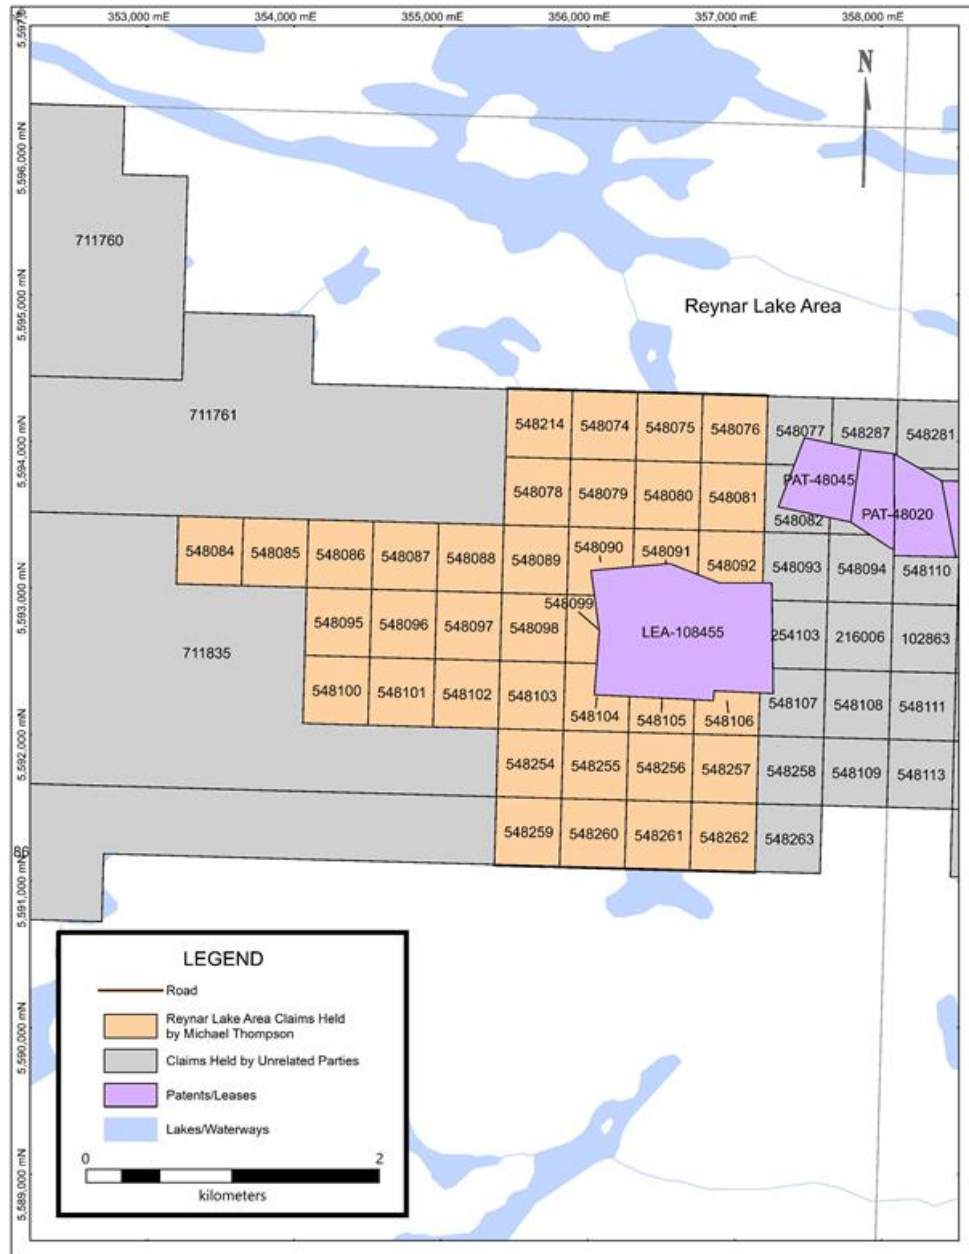 353,000 mE 354,000 mE 355,000 mE 356,000 mE 357,000 mE 358,000 mE
N
5,596,000 mN
711760
5,595,000 mN
Reynar Lake Area
711761
548214 548074 548075 548076 548077 548287 548281
5,594,000 mN
548078 548079 548080 548081 PAT-48045
548082 PAT-48020
548084 548085 548086 548087 548088 548089 548090 548091 548092 548093 548094 548110
5,593,000 mN
548099
548095 548096 548097 548098 LEA-108455 254103 216006 102863
711835
548100 548101 548102 548103 548104 548105 548106 548107 548108 548111
5,592,000 mN
548254 548255 548256 548257 548258 548109 548113
548259 548260 548261 548262 548263
86
5,591,000 mN
LEGEND
Road
Reynar Lake Area Claims Held
by Michael Thompson
Claims Held by Unrelated Parties
Patents/Leases
Lakes/Waterways
0 2
kilometers
5,590,000 mN
5,589,000 mN